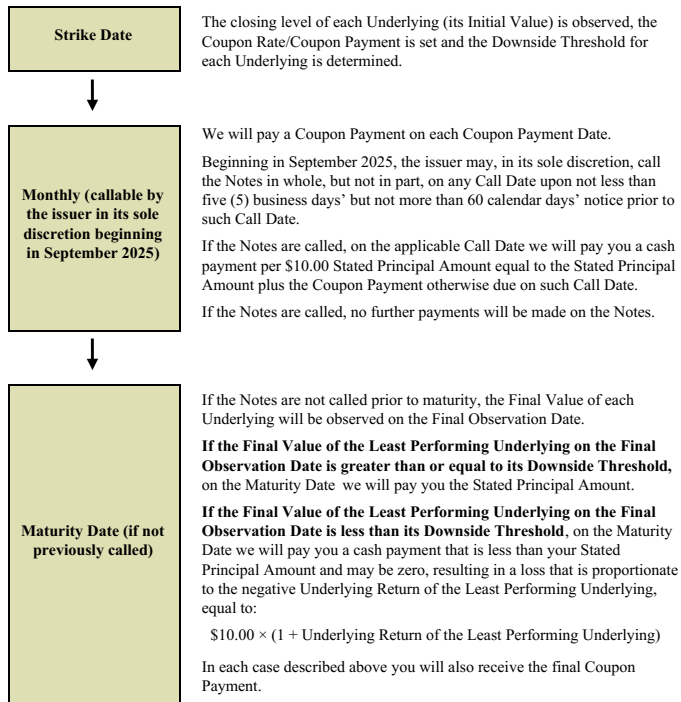 Strike Date
The closing level of each Underlying (its Initial Value) is observed, the
Coupon Rate/Coupon Payment is set and the Downside Threshold for
each Underlying is determined.
Monthly (callable by
the issuer in its sole
discretion beginning
in September 2025)
We will pay a Coupon Payment on each Coupon Payment Date.
Beginning in September 2025, the issuer may, in its sole discretion, call
the Notes in whole, but not in part, on any Call Date upon not less than
five (5) business days’ but not more than 60 calendar days’ notice prior to
such Call Date.
If the Notes are called, on the applicable Call Date we will pay you a cash
payment per $10.00 Stated Principal Amount equal to the Stated Principal
Amount plus the Coupon Payment otherwise due on such Call Date.
If the Notes are called, no further payments will be made on the Notes.
Maturity Date (if not
previously called)
If the Notes are not called prior to maturity, the Final Value of each
Underlying will be observed on the Final Observation Date.
If the Final Value of the Least Performing Underlying on the Final
Observation Date is greater than or equal to its Downside Threshold,
on the Maturity Date we will pay you the Stated Principal Amount.
If the Final Value of the Least Performing Underlying on the Final
Observation Date is less than its Downside Threshold, on the Maturity
Date we will pay you a cash payment that is less than your Stated
Principal Amount and may be zero, resulting in a loss that is proportionate
to the negative Underlying Return of the Least Performing Underlying,
equal to:
$10.00 × (1 + Underlying Return of the Least Performing Underlying)
In each case described above you will also receive the final Coupon
Payment.